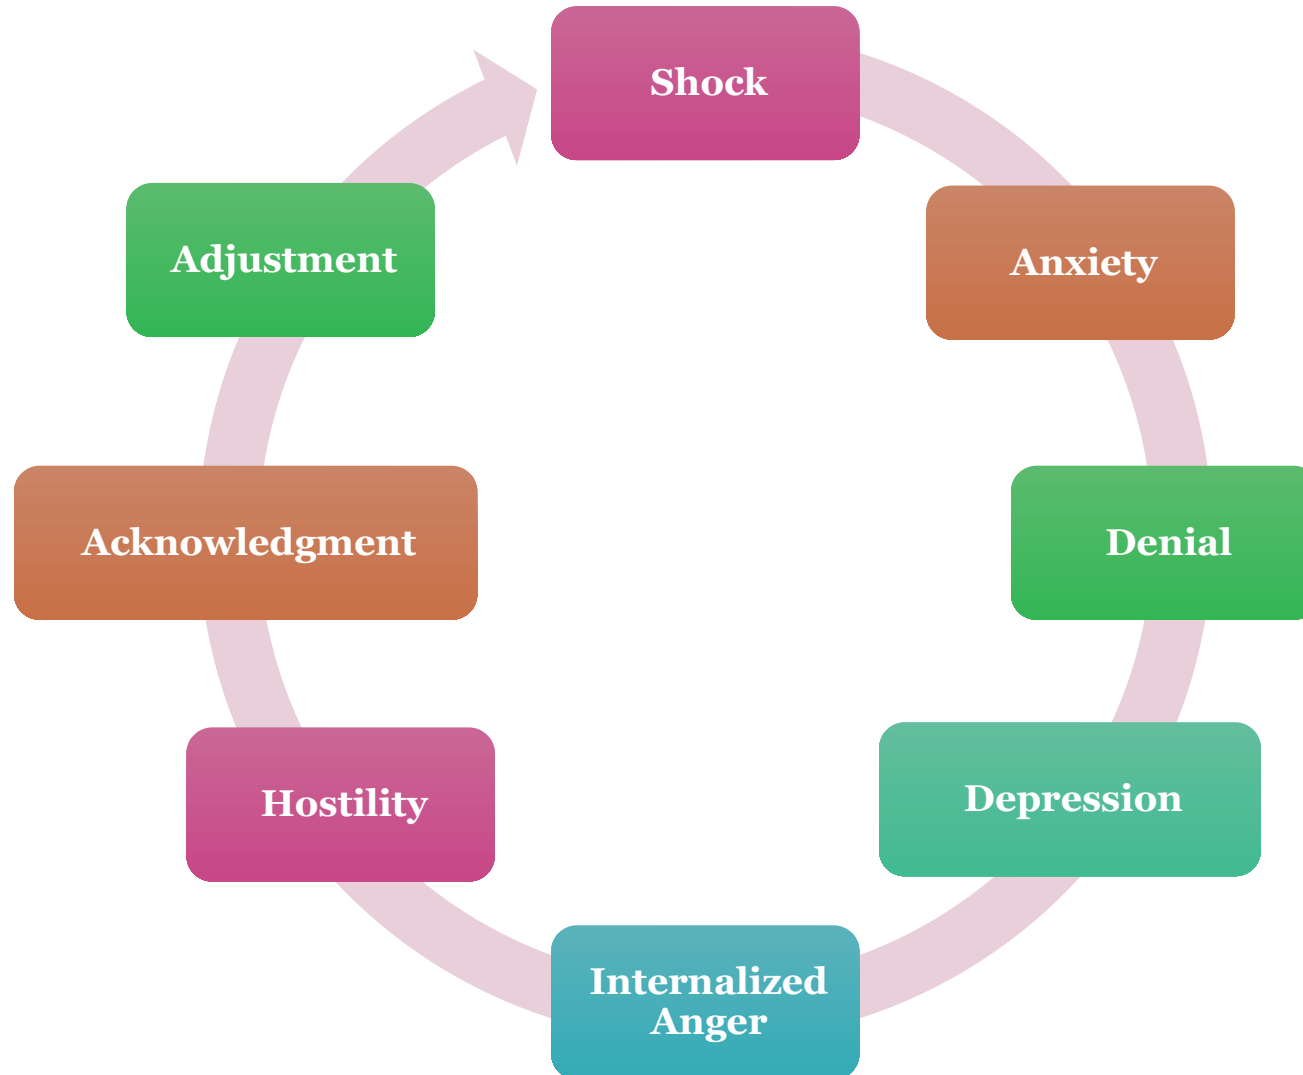 Shock
Anxiety
Denial
Depression
Internalized
Anger
Hostility
Acknowledgment
Adjustment